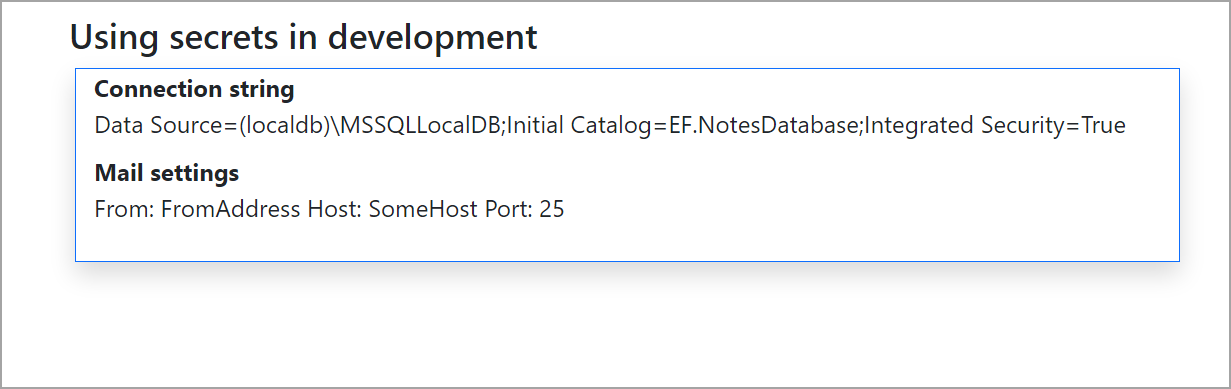 Using secrets in development
Connection string
Data Source=(localdb)\MSSQLLocalDB;Initial Catalog=EF.NotesDatabase;Integrated Security=True
Mail settings
From: FromAddress Host: SomeHost Port: 25